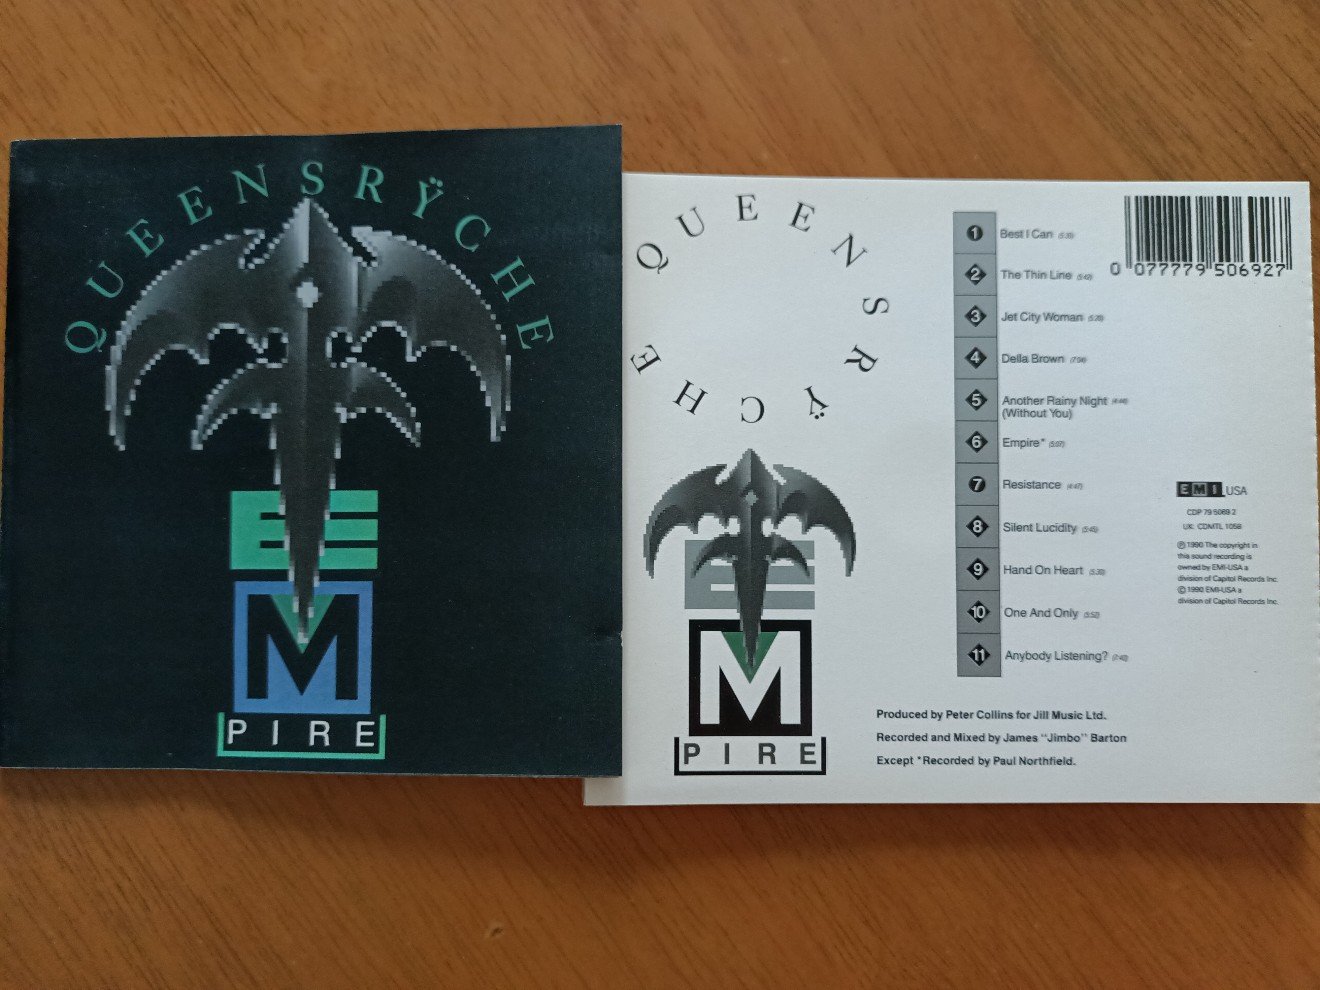 QUEENSRŸCHE
E
M
PIRE
QUEENSRŸCHE
E
M
PIRE
1 Best I Can
2 The Thin Line
3 Jet City Woman
4 Della Brown
5 Another Rainy Night
(Without You)
6 Empire*
7 Resistance
8 Silent Lucidity
9 Hand On Heart
10 One And Only
11 Anybody Listening?
Produced by Peter Collins for Jill Music Ltd.
Recorded and Mixed by James "Jimbo" Barton
Except *Recorded by Paul Northfield.
0 077779 506927
EMI USA
CDP 79 5069 2
UK: CDMTL 1058
℗ 1990 The copyright in
this sound recording is
owned by EMI-USA a
division of Capitol Records Inc.
© 1990 EMI-USA a
division of Capitol Records Inc.